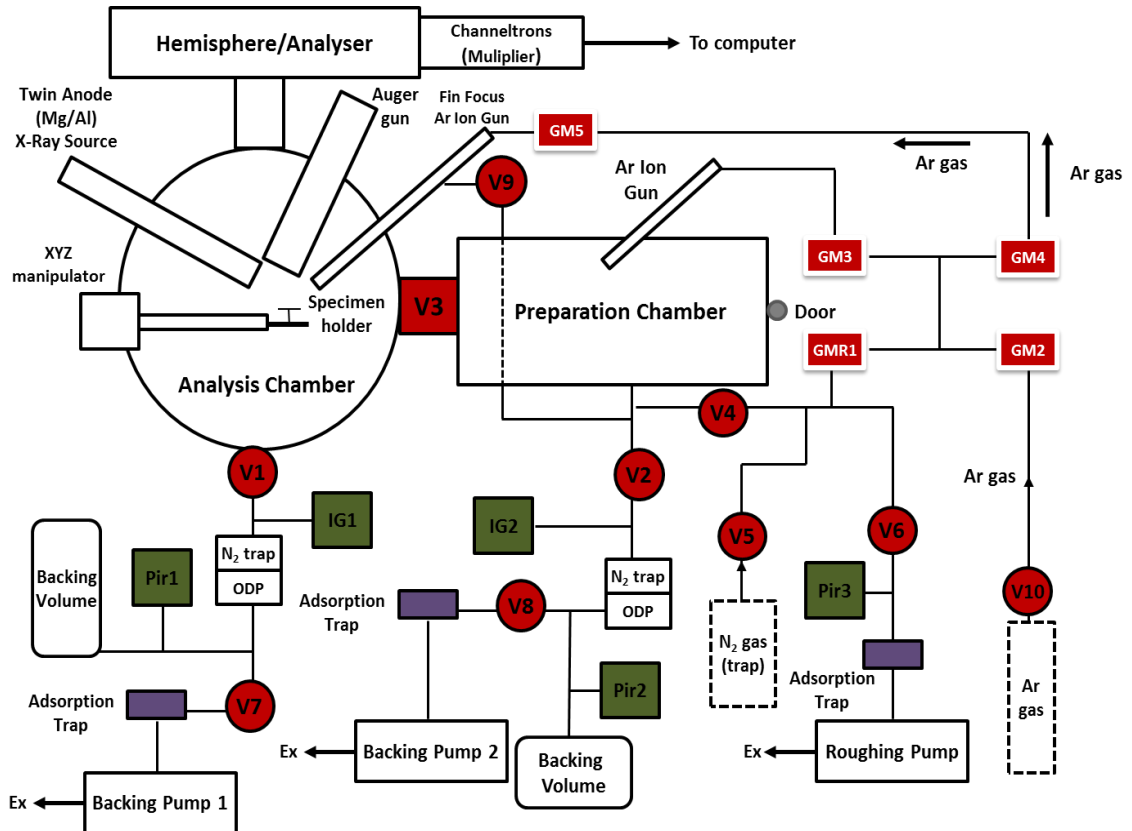 Hemisphere/Analyser
Channeltrons
(Muliplier)
To computer
Twin Anode
(Mg/Al)
X-Ray Source
Auger
gun
Fin Focus
Ar Ion Gun
GM5
Ar gas
Ar gas
V9
Ar Ion
Gun
XYZ
manipulator
GM3
GM4
Specimen
holder
V3
Preparation Chamber
Door
GMR1
GM2
Analysis Chamber
V4
V1
V2
Ar gas
IG1
IG2
V5
V6
Backing
Volume
Pir1
N2 trap
ODP
N2 trap
ODP
Adsorption
Trap
V8
Pir3
V10
N2 gas
(trap)
Adsorption
Trap
Pir2
Ar
gas
Adsorption
Trap
V7
Ex
Backing Pump 2
Backing
Volume
Ex
Roughing Pump
Ex
Backing Pump 1